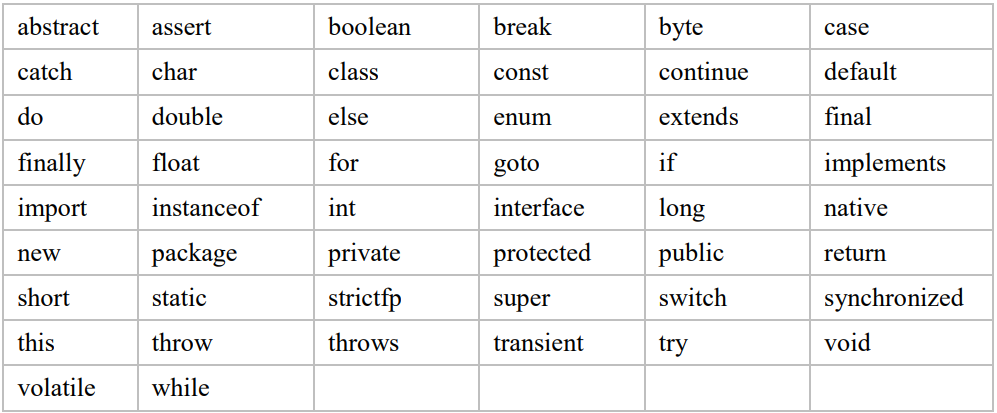 abstract assert boolean break byte case
catch char class const continue default
do double else enum extends final
finally float for goto if implements
import instanceof int interface long native
new package private protected public return
short static strictfp super switch synchronized
this throw throws transient try void
volatile while